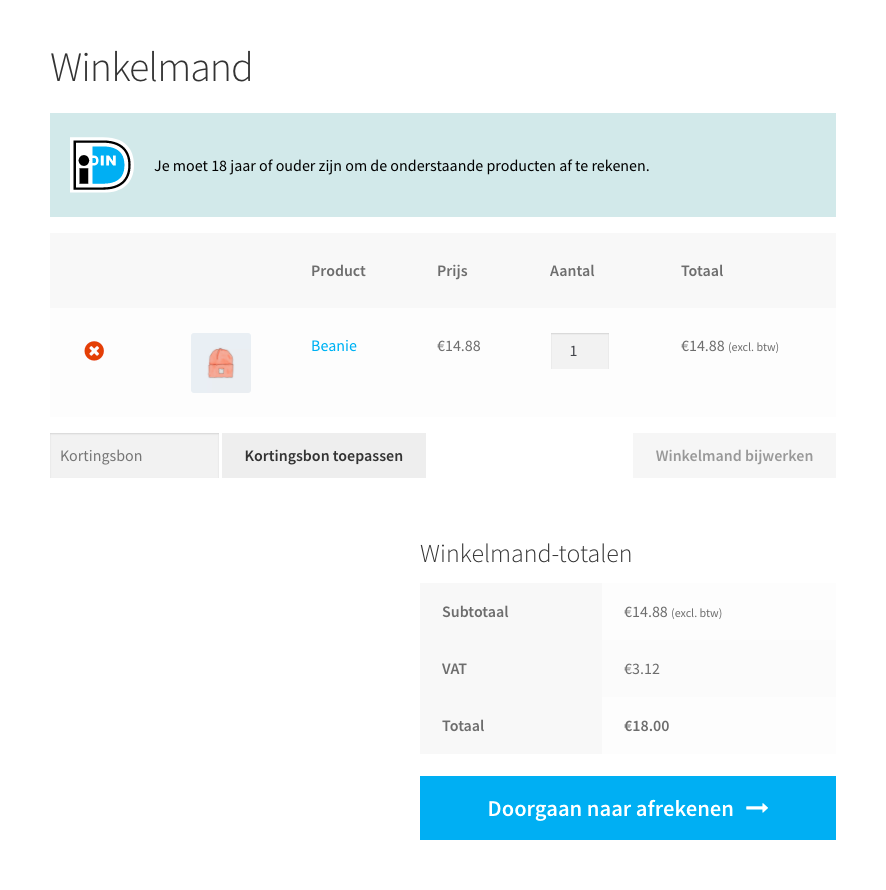 Winkelmand
iDIN
Je moet 18 jaar of ouder zijn om de onderstaande producten af te rekenen.
Product Prijs Aantal Totaal
Beanie €14.88 1 €14.88 (excl. btw)
Kortingsbon Kortingsbon toepassen Winkelmand bijwerken
Winkelmand-totalen
Subtotaal €14.88 (excl. btw)
VAT €3.12
Totaal €18.00
Doorgaan naar afrekenen